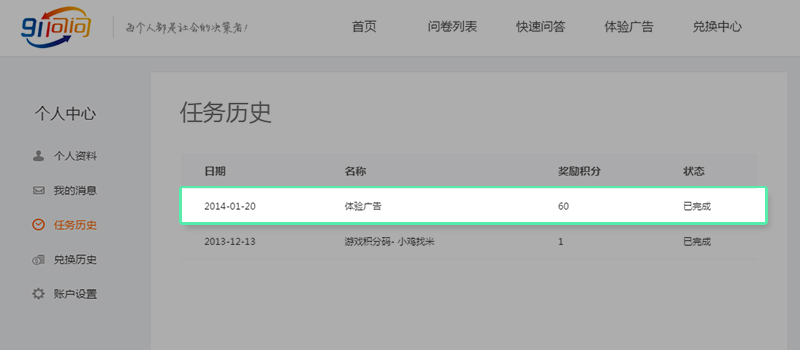 91问问 每个人都是社会的决策者！ 首页 问卷列表 快速问答 体验广告 兑换中心
个人中心
个人资料
我的消息
任务历史
兑换历史
账户设置
任务历史
日期 名称 奖励积分 状态
2014-01-20 体验广告 60 已完成
2013-12-13 游戏积分码- 小鸡找米 1 已完成